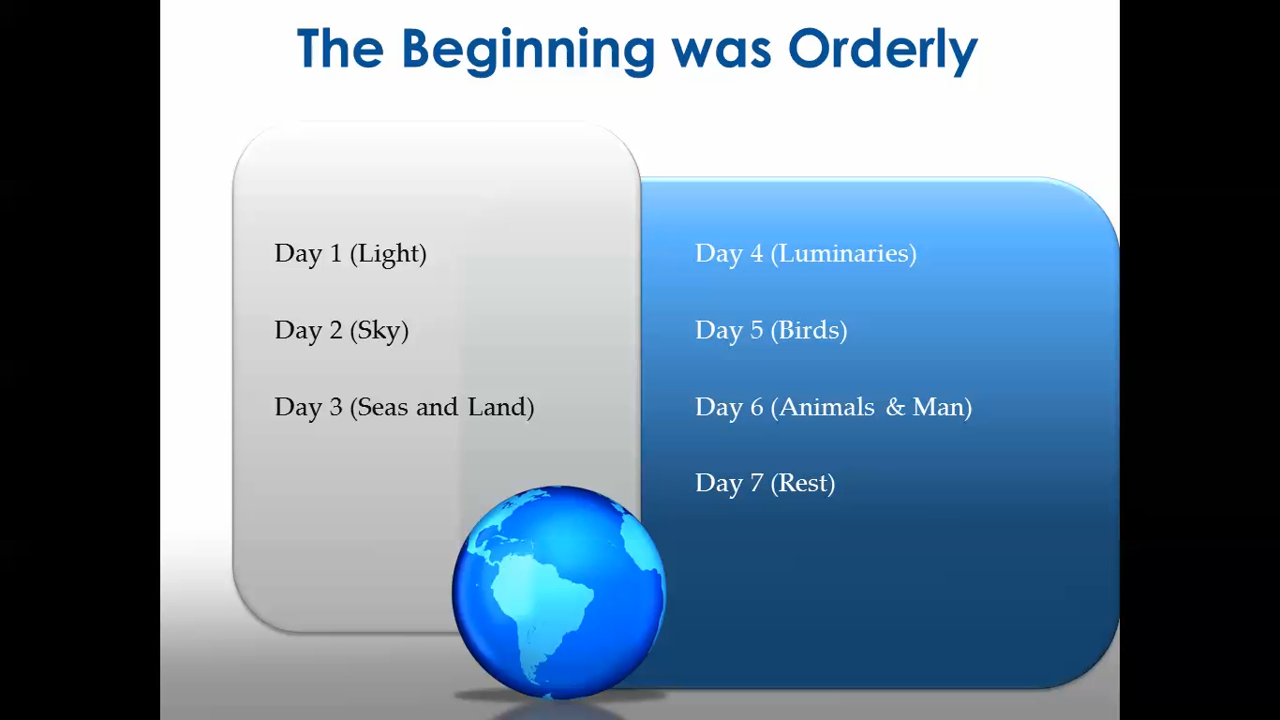 The Beginning was Orderly
Day 1 (Light)
Day 2 (Sky)
Day 3 (Seas and Land)
Day 4 (Luminaries)
Day 5 (Birds)
Day 6 (Animals & Man)
Day 7 (Rest)